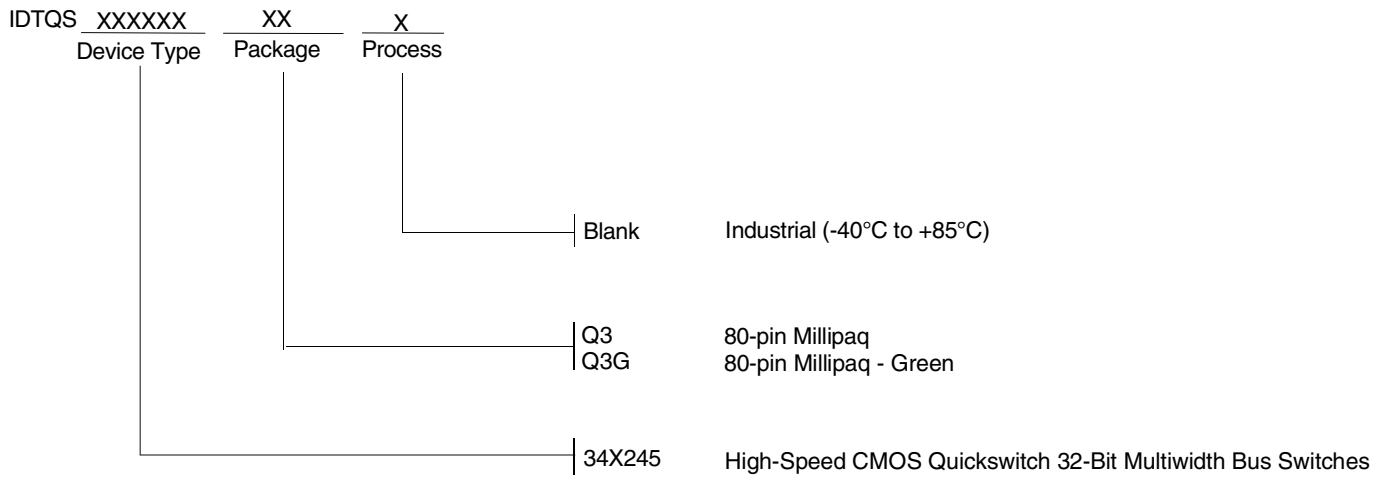 IDTQS XXXXXX XX X
Device Type Package Process
Blank Industrial (-40°C to +85°C)
Q3 80-pin Millipaq
Q3G 80-pin Millipaq - Green
34X245 High-Speed CMOS Quickswitch 32-Bit Multiwidth Bus Switches